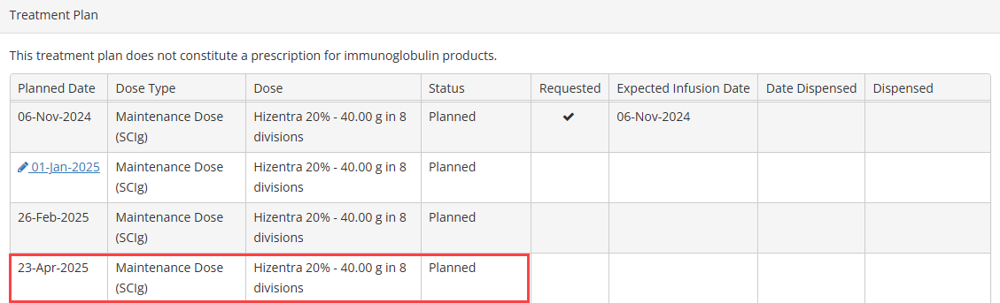 Treatment Plan
This treatment plan does not constitute a prescription for immunoglobulin products.
Planned Date Dose Type Dose Status Requested Expected Infusion Date Date Dispensed Dispensed
06-Nov-2024 Maintenance Dose Hizentra 20% - 40.00 g in 8 Planned ✔ 06-Nov-2024
(SCIg) divisions
01-Jan-2025 Maintenance Dose Hizentra 20% - 40.00 g in 8 Planned
(SCIg) divisions
26-Feb-2025 Maintenance Dose Hizentra 20% - 40.00 g in 8 Planned
(SCIg) divisions
23-Apr-2025 Maintenance Dose Hizentra 20% - 40.00 g in 8 Planned
(SCIg) divisions